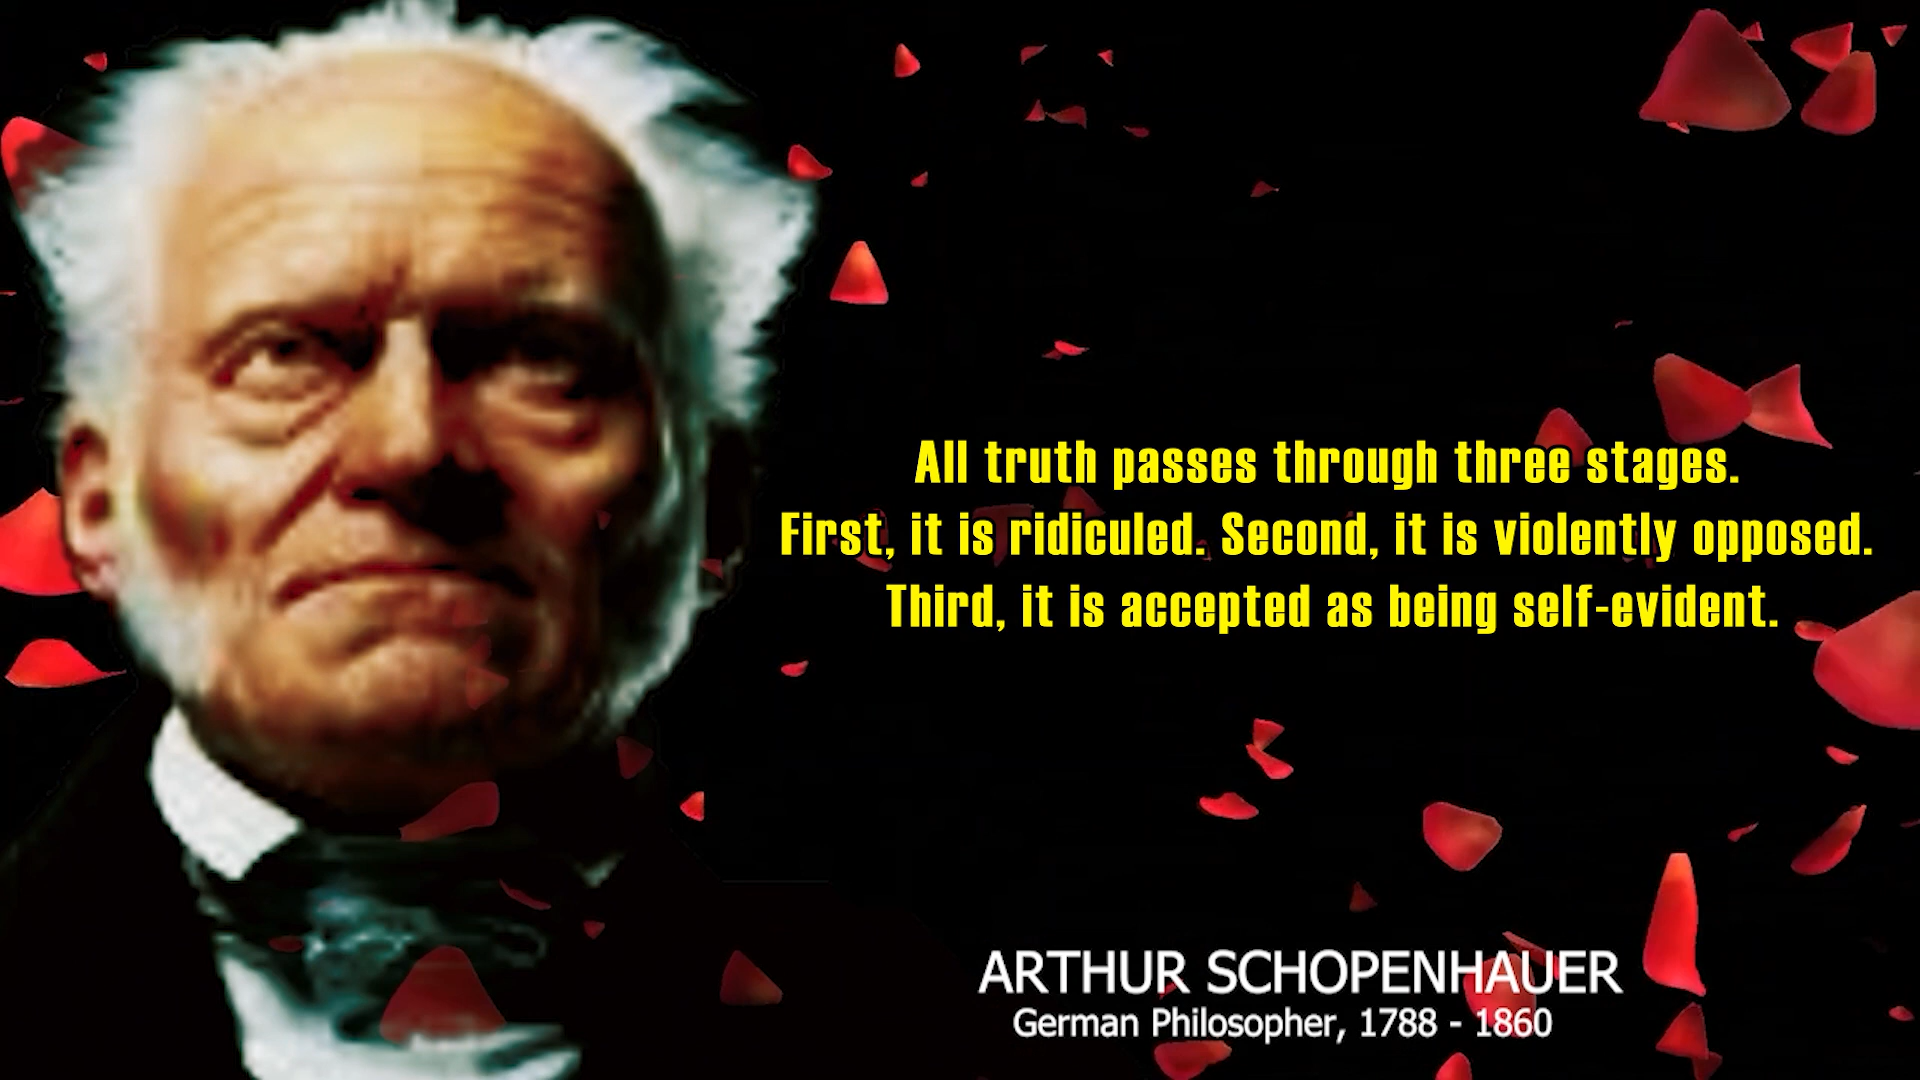 All truth passes through three stages.
First, it is ridiculed. Second, it is violently opposed.
Third, it is accepted as being self-evident.
ARTHUR SCHOPENHAUER
German Philosopher, 1788 - 1860